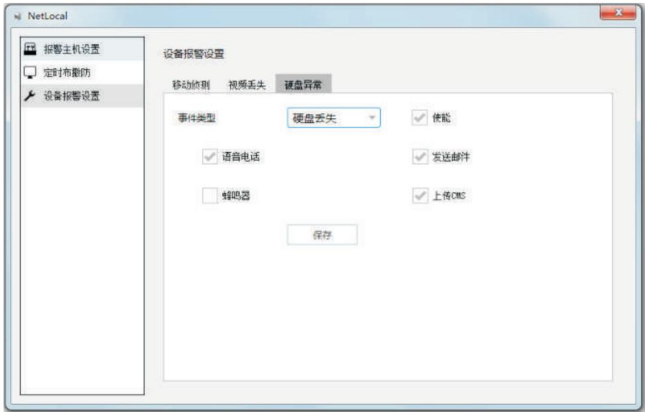 NetLocal
报警主机设置
定时布撤防
设备报警设置
设备报警设置
移动侦测 视频丢失 硬盘异常
事件类型 硬盘丢失 使能
语音电话 发送邮件
蜂鸣器 上传CMS
保存